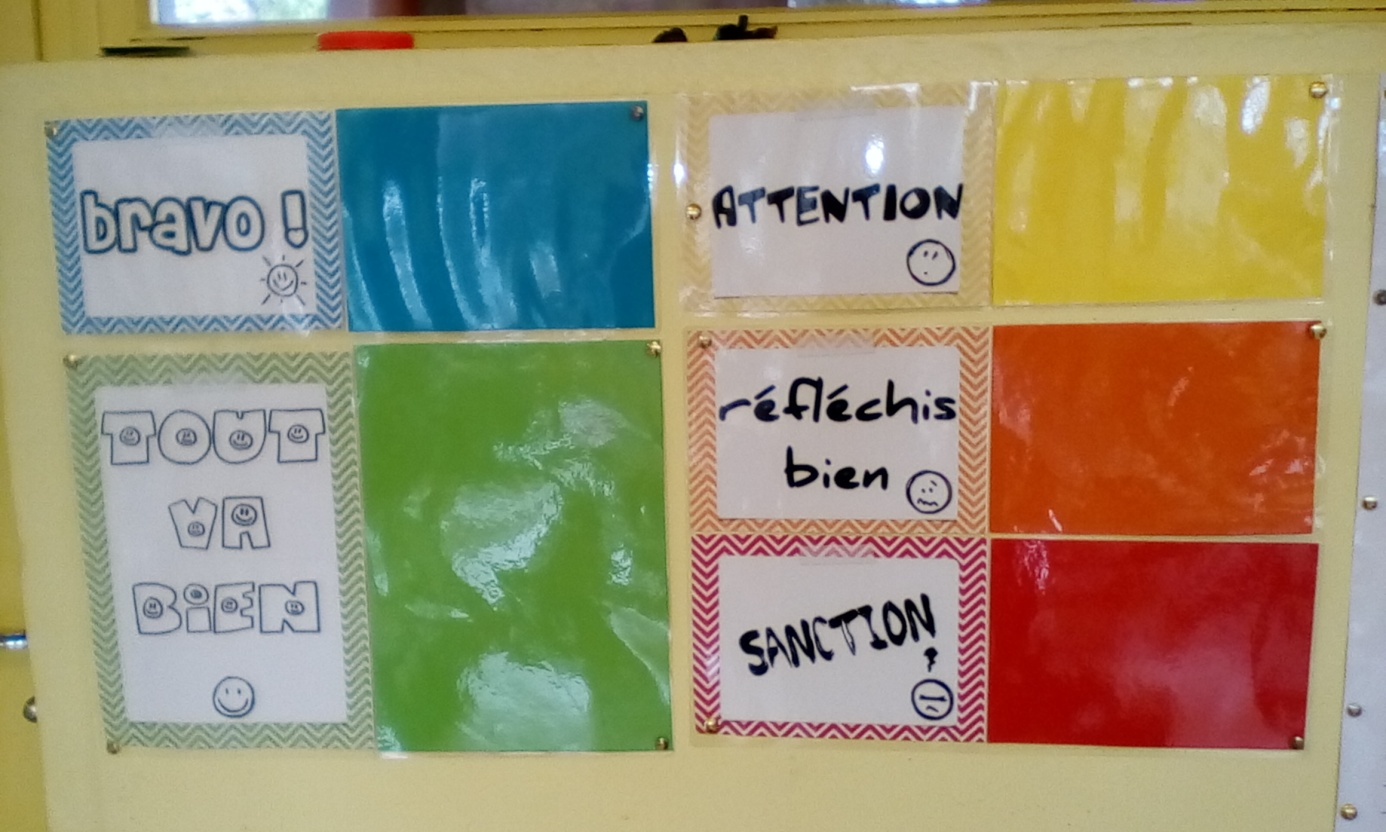 bravo !
TOUT
VA
BiEN
ATTENTION
réfléchis
bien
SANCTION